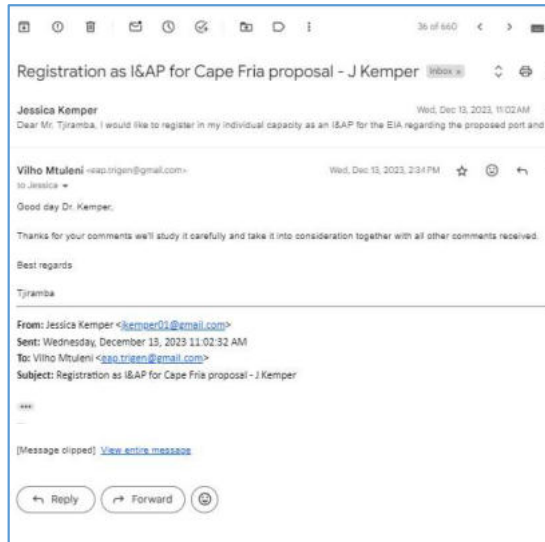 36 of 660
Registration as I&AP for Cape Fria proposal - J Kemper Inbox x
Jessica Kemper Wed, Dec 13, 2023, 11:02 AM
Dear Mr. Tjiramba, I would like to register in my individual capacity as an I&AP for the EIA regarding the proposed port and
Vilho Mtuleni <eap.trigen@gmail.com> Wed, Dec 13, 2023, 2:34 PM
to Jessica
Good day Dr. Kemper,
Thanks for your comments we'll study it carefully and take it into consideration together with all other comments received.
Best regards
Tjiramba
From: Jessica Kemper <jkemper01@gmail.com>
Sent: Wednesday, December 13, 2023 11:02:32 AM
To: Vilho Mtuleni <eap.trigen@gmail.com>
Subject: Registration as I&AP for Cape Fria proposal - J Kemper
[Message clipped] View entire message
Reply Forward